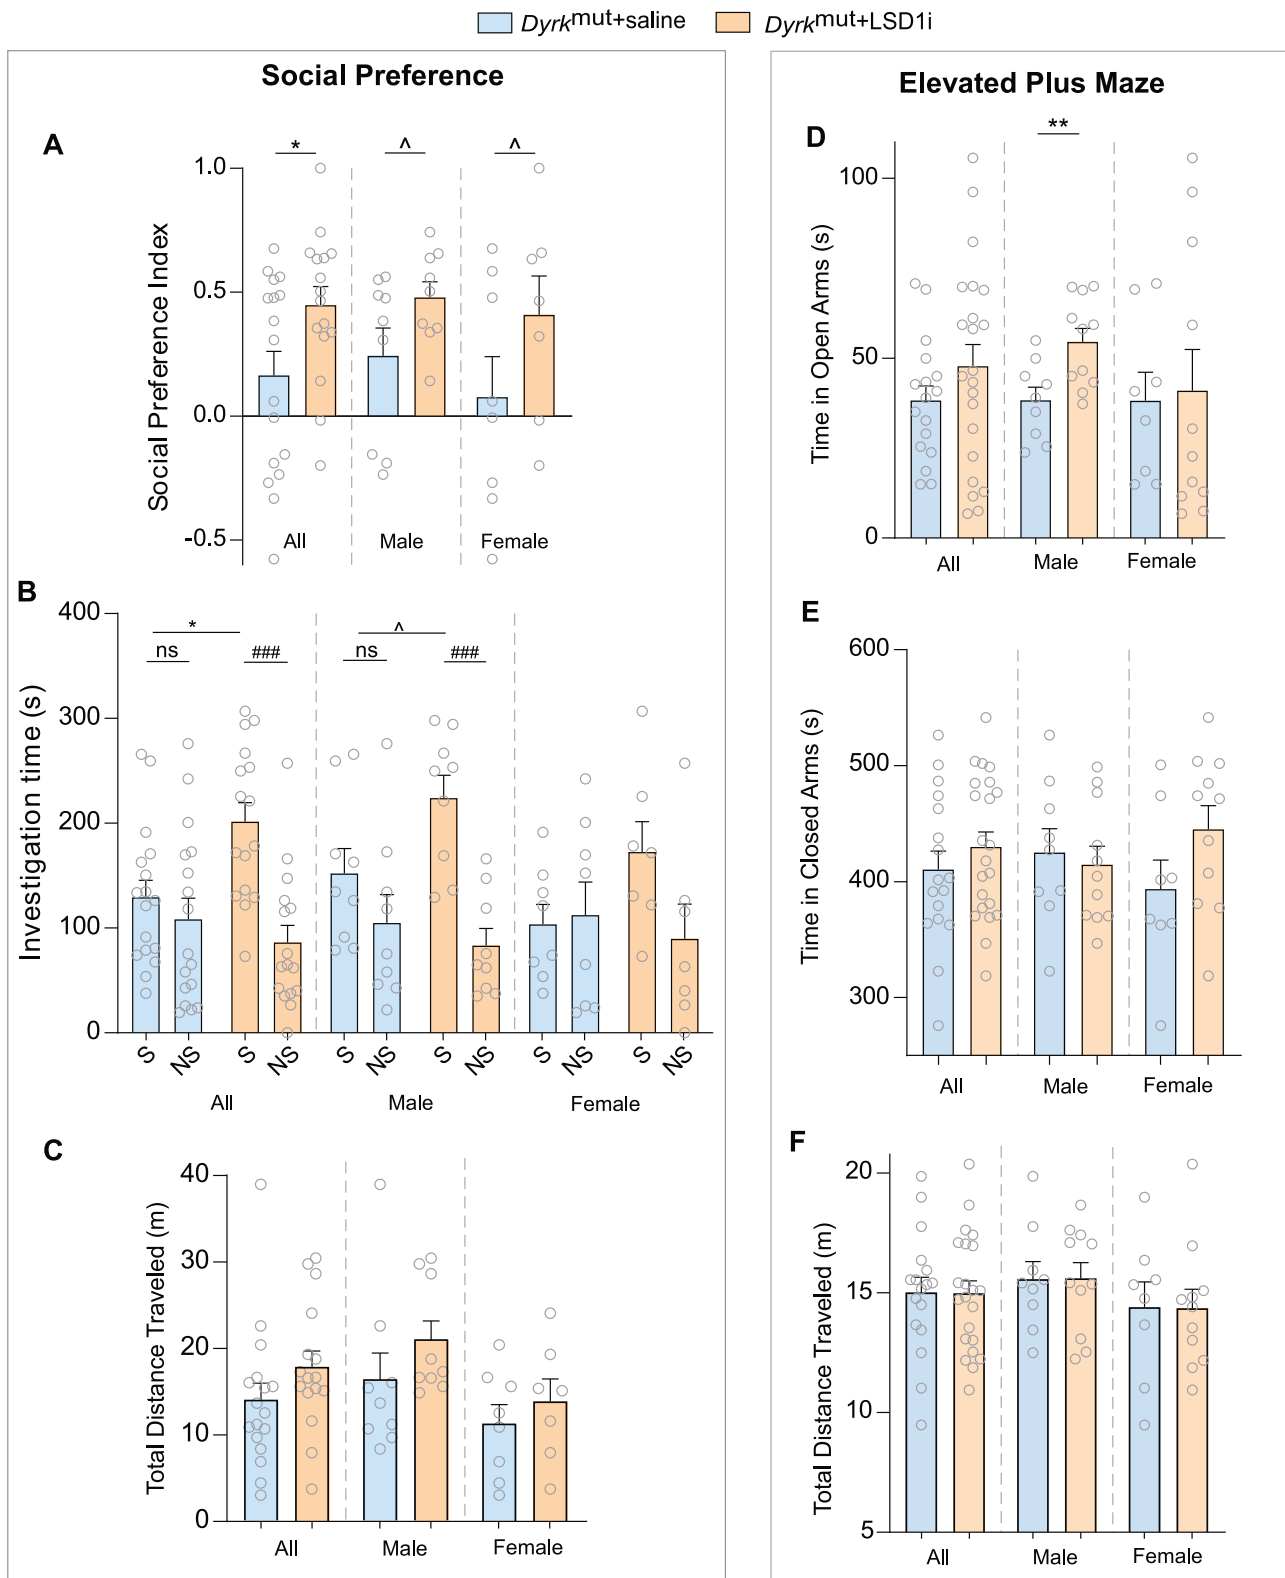 Dyrkmut+saline Dyrkmut+LSD1i
Social Preference
A
* ^ ^
Social Preference Index
1.0
0.5
0.0
-0.5
All Male Female
B
Investigation time (s)
400
300
200
100
0
* ^
ns ### ns ###
S NS S NS S NS S NS S NS S NS
All Male Female
C
Total Distance Traveled (m)
40
30
20
10
0
All Male Female
Elevated Plus Maze
D
**
Time in Open Arms (s)
100
50
0
All Male Female
E
Time in Closed Arms (s)
600
500
400
300
All Male Female
F
Total Distance Traveled (m)
20
15
10
5
All Male Female